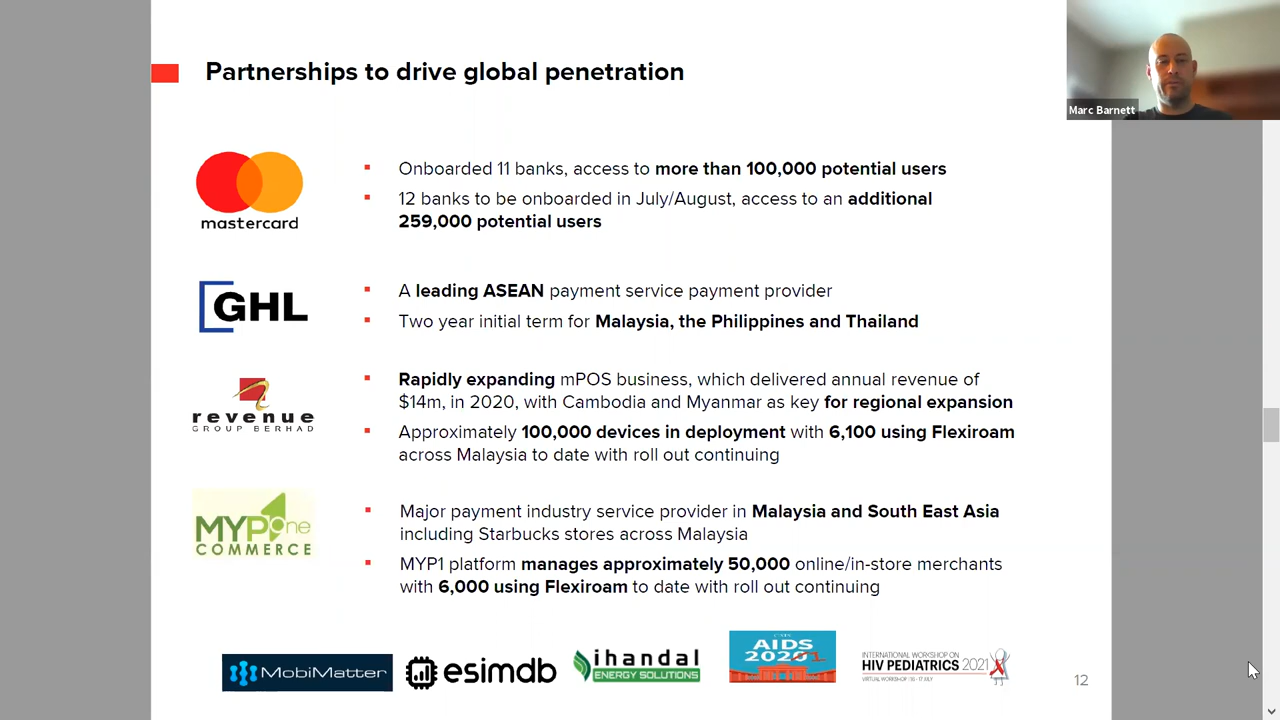 Partnerships to drive global penetration
Marc Barnett
mastercard
Onboarded 11 banks, access to more than 100,000 potential users
12 banks to be onboarded in July/August, access to an additional
259,000 potential users
GHL
A leading ASEAN payment service payment provider
Two year initial term for Malaysia, the Philippines and Thailand
revenue
GROUP BERHAD
Rapidly expanding mPOS business, which delivered annual revenue of
$14m, in 2020, with Cambodia and Myanmar as key for regional expansion
Approximately 100,000 devices in deployment with 6,100 using Flexiroam
across Malaysia to date with roll out continuing
MYP One
COMMERCE
Major payment industry service provider in Malaysia and South East Asia
including Starbucks stores across Malaysia
MYP1 platform manages approximately 50,000 online/in-store merchants
with 6,000 using Flexiroam to date with roll out continuing
MobiMatter
esimdb
ihandal
ENERGY SOLUTIONS
AIDS
2020
INTERNATIONAL WORKSHOP ON
HIV PEDIATRICS 2021
VIRTUAL WORKSHOP
12